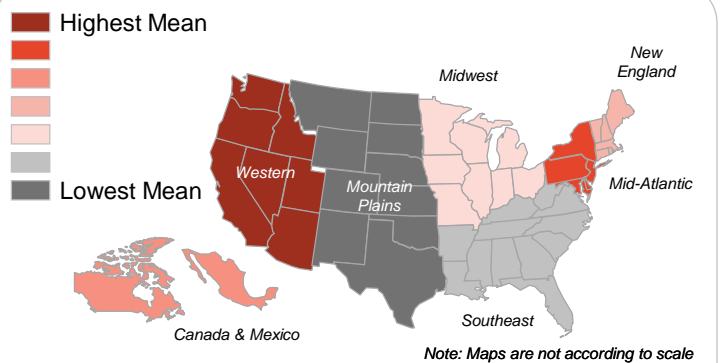 Highest Mean
New
England
Midwest
Western
Mountain
Plains
Lowest Mean
Mid-Atlantic
Southeast
Canada & Mexico
Note: Maps are not according to scale